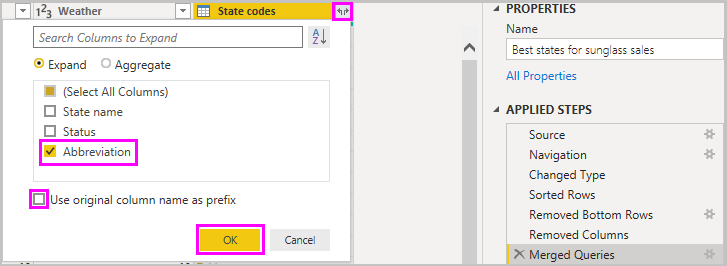 1²3 Weather State codes
Search Columns to Expand A Z
Expand Aggregate
(Select All Columns)
State name
Status
Abbreviation
Use original column name as prefix
OK Cancel
PROPERTIES
Name
Best states for sunglass sales
All Properties
APPLIED STEPS
Source
Navigation
Changed Type
Sorted Rows
Removed Bottom Rows
Removed Columns
Merged Queries